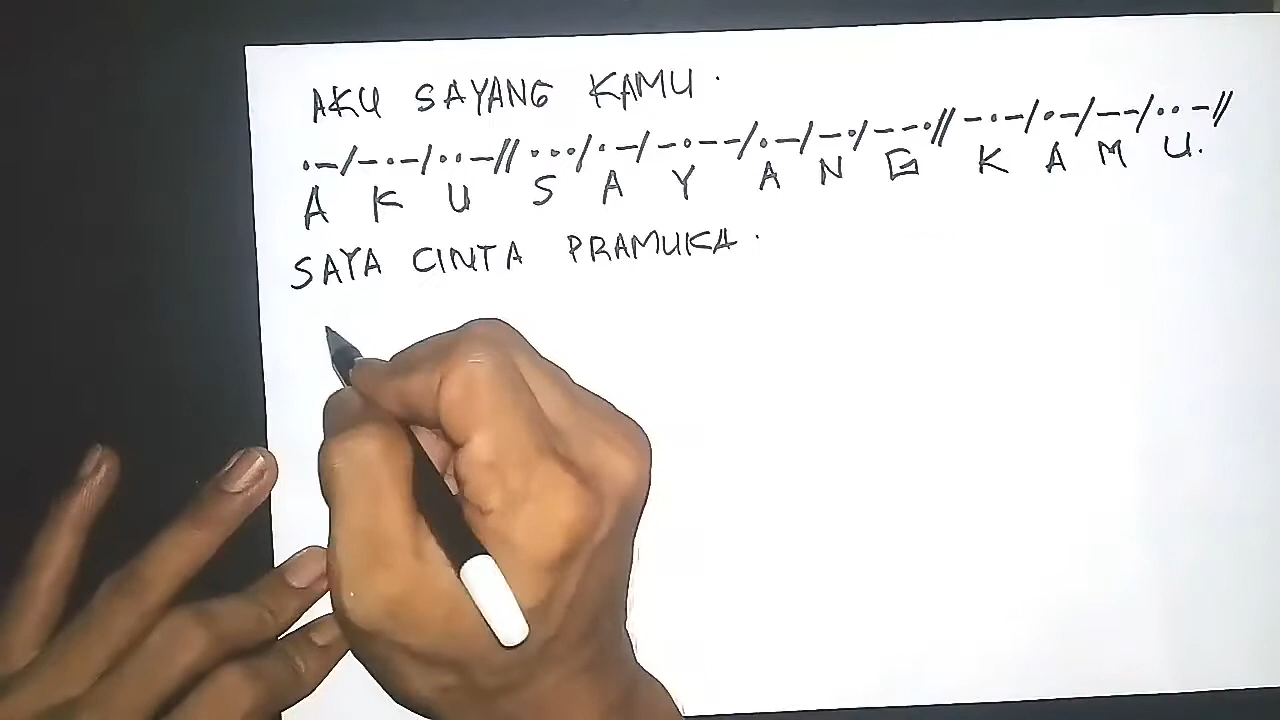 AKU SAYANG KAMU.
.-/-.-/..-//.../.-/-.--/.-/-./--.//-.-/.-/--/..-//
A K U S A Y A N G K A M U.
SAYA CINTA PRAMUKA.